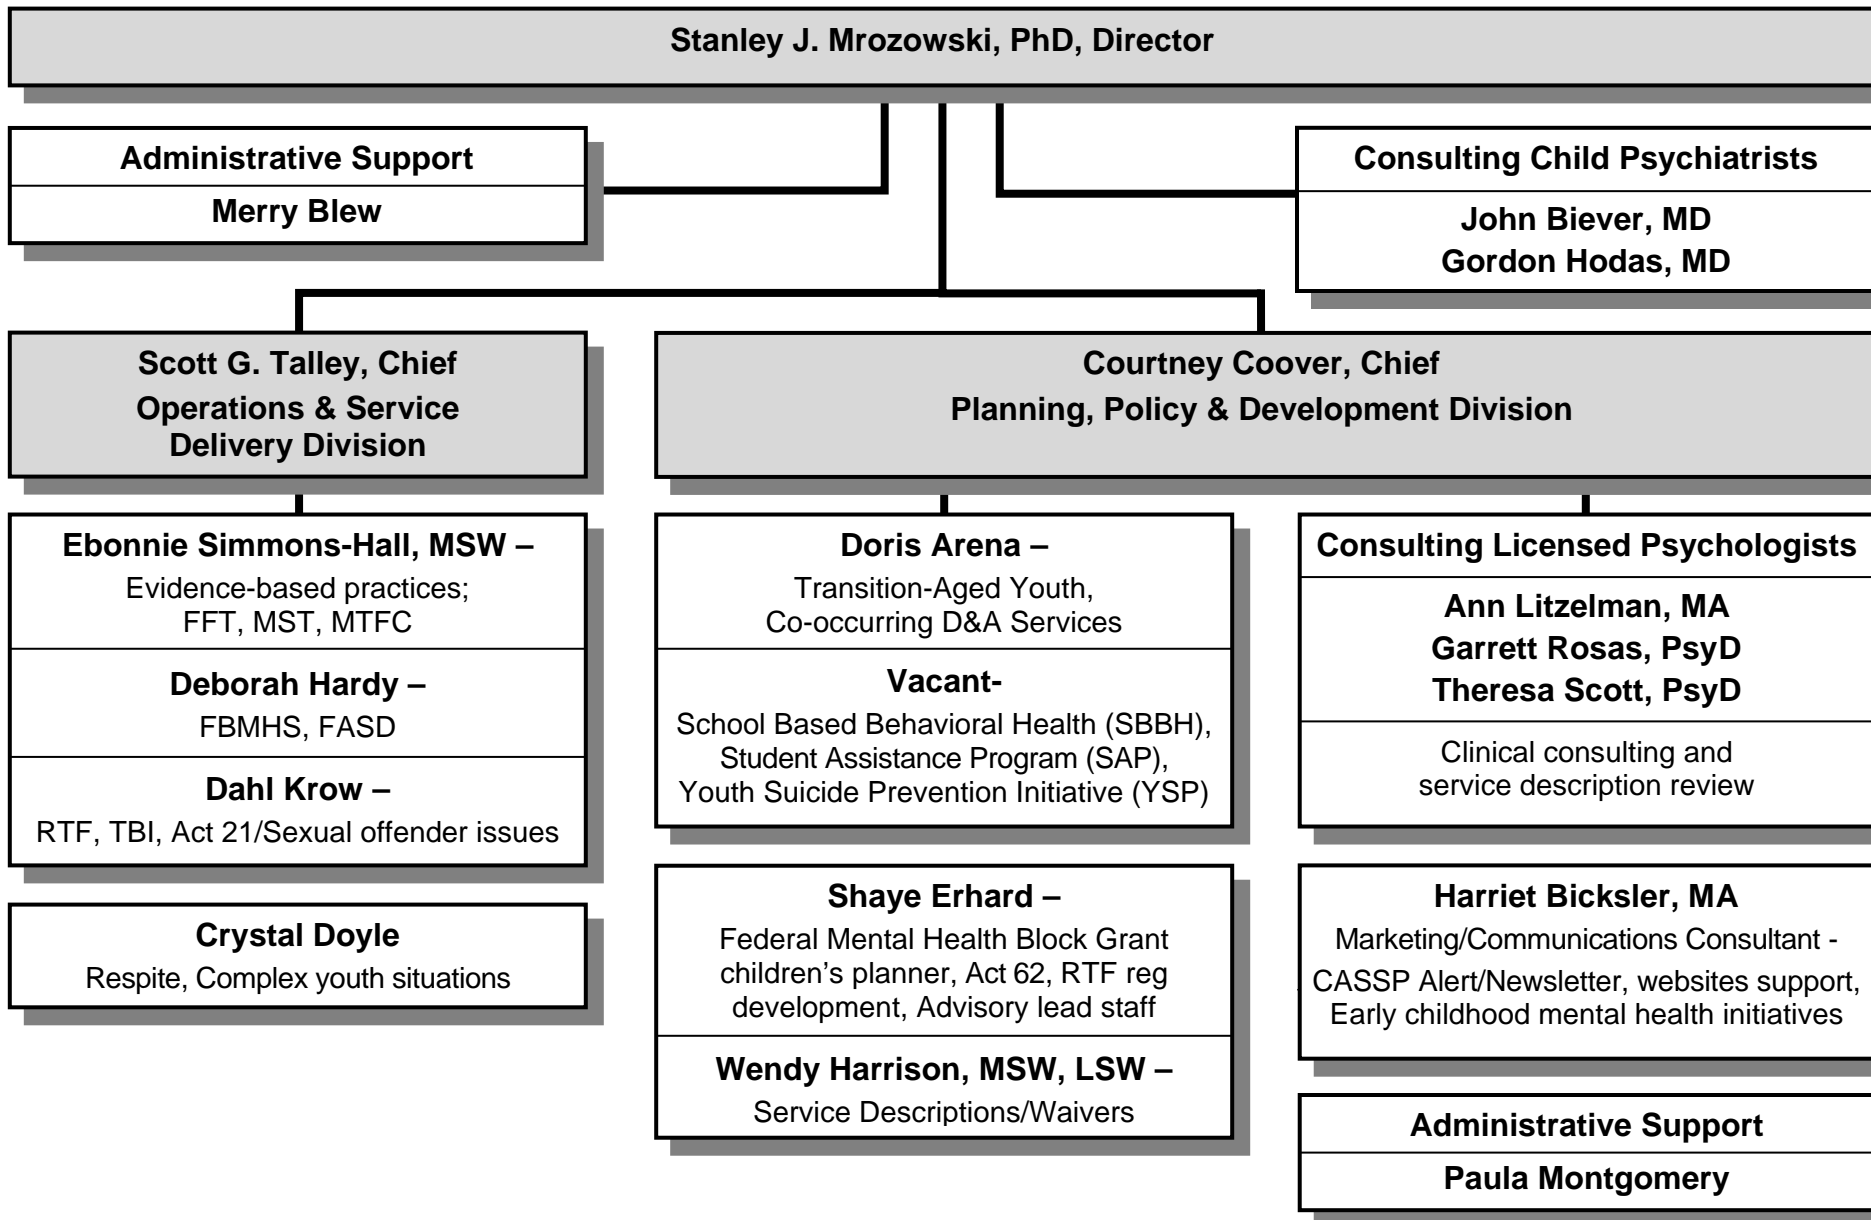 Stanley J. Mrozowski, PhD, Director
Administrative Support
Merry Blew
Consulting Child Psychiatrists
John Biever, MD
Gordon Hodas, MD
Scott G. Talley, Chief
Operations & Service
Delivery Division
Courtney Coover, Chief
Planning, Policy & Development Division
Ebonnie Simmons-Hall, MSW –
Evidence-based practices;
FFT, MST, MTFC
Deborah Hardy –
FBMHS, FASD
Dahl Krow –
RTF, TBI, Act 21/Sexual offender issues
Crystal Doyle
Respite, Complex youth situations
Doris Arena –
Transition-Aged Youth,
Co-occurring D&A Services
Vacant-
School Based Behavioral Health (SBBH),
Student Assistance Program (SAP),
Youth Suicide Prevention Initiative (YSP)
Shaye Erhard –
Federal Mental Health Block Grant
children’s planner, Act 62, RTF reg
development, Advisory lead staff
Wendy Harrison, MSW, LSW –
Service Descriptions/Waivers
Consulting Licensed Psychologists
Ann Litzelman, MA
Garrett Rosas, PsyD
Theresa Scott, PsyD
Clinical consulting and
service description review
Harriet Bicksler, MA
Marketing/Communications Consultant -
CASSP Alert/Newsletter, websites support,
Early childhood mental health initiatives
Administrative Support
Paula Montgomery